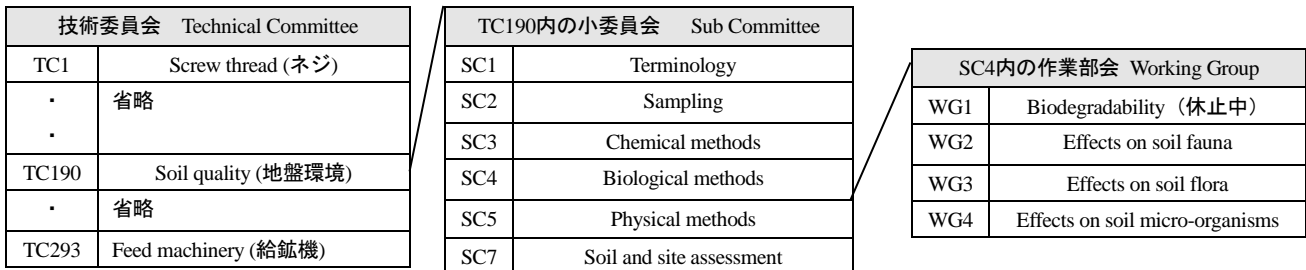 技術委員会 Technical Committee
TC1 Screw thread (ネジ)
・ 省略
・
TC190 Soil quality (地盤環境)
・ 省略
TC293 Feed machinery (給鉱機)
TC190内の小委員会 Sub Committee
SC1 Terminology
SC2 Sampling
SC3 Chemical methods
SC4 Biological methods
SC5 Physical methods
SC7 Soil and site assessment
SC4内の作業部会 Working Group
WG1 Biodegradability（休止中）
WG2 Effects on soil fauna
WG3 Effects on soil flora
WG4 Effects on soil micro-organisms